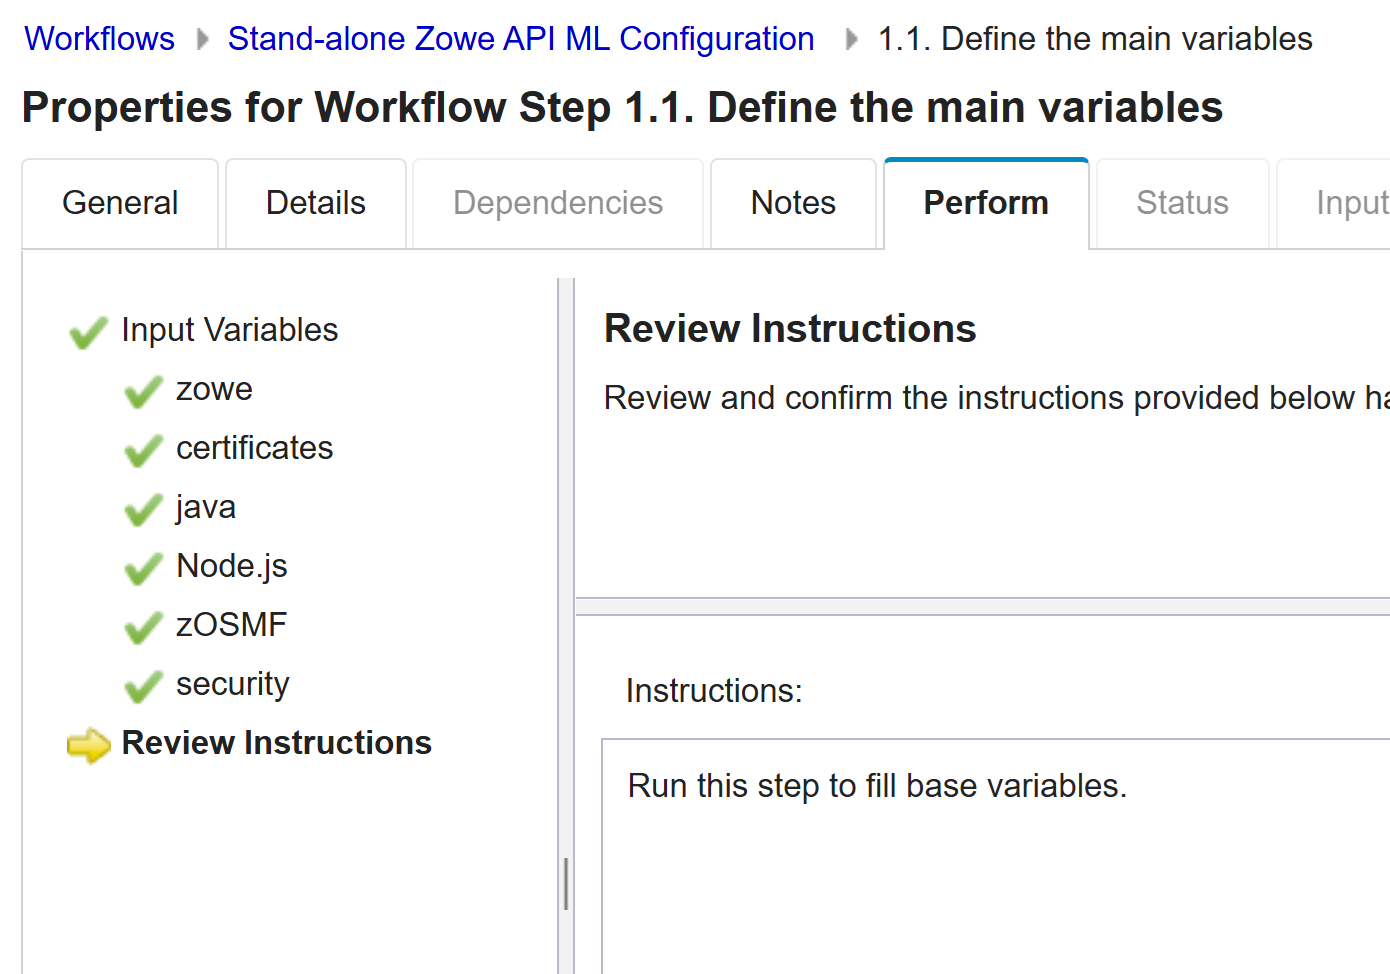 Workflows Stand-alone Zowe API ML Configuration 1.1. Define the main variables
Properties for Workflow Step 1.1. Define the main variables
General Details Dependencies Notes Perform Status Input
Input Variables
zowe
certificates
java
Node.js
zOSMF
security
Review Instructions
Review Instructions
Review and confirm the instructions provided below
Instructions:
Run this step to fill base variables.